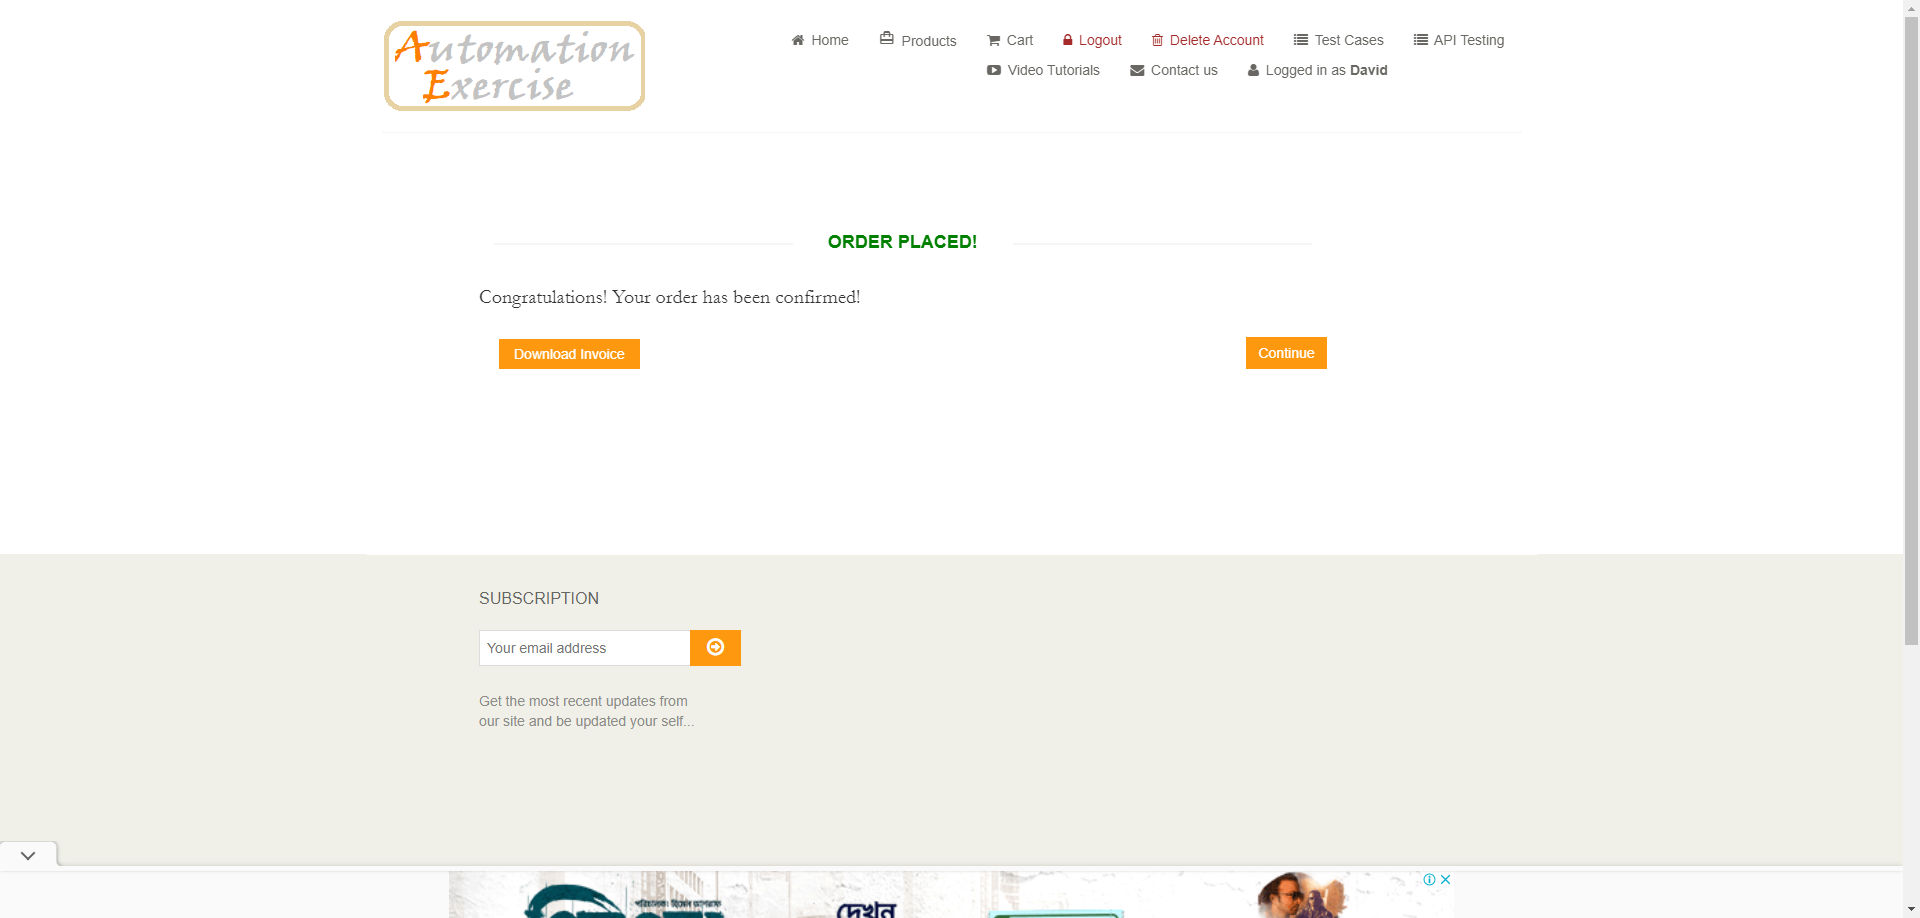 Automation
Exercise
Home
Products
Cart
Logout
Delete Account
Test Cases
API Testing
Video Tutorials
Contact us
Logged in as David
ORDER PLACED!
Congratulations! Your order has been confirmed!
Download Invoice
Continue
SUBSCRIPTION
Your email address
Get the most recent updates from
our site and be updated your self...
দেখন